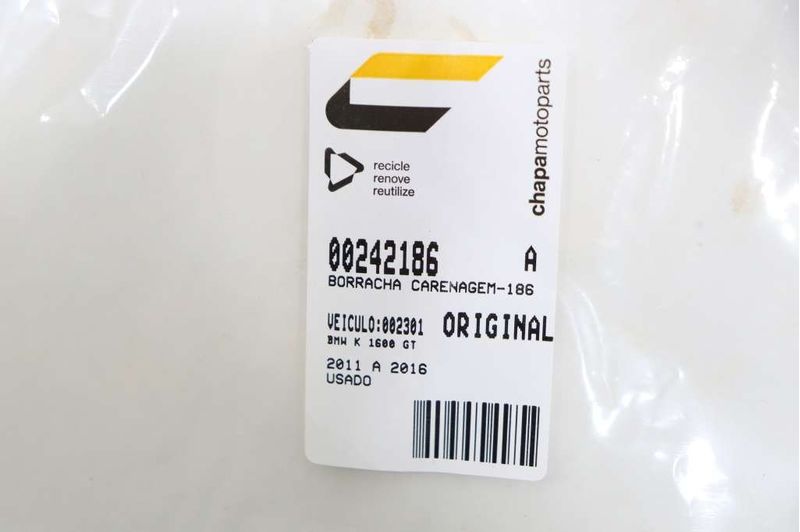 chapamotoparts
recicle
renove
reutilize
00242186 A
BORRACHA CARENAGEM-186
VEICULO:002301 ORIGINAL
BMW K 1600 GT
2011 A 2016
USADO